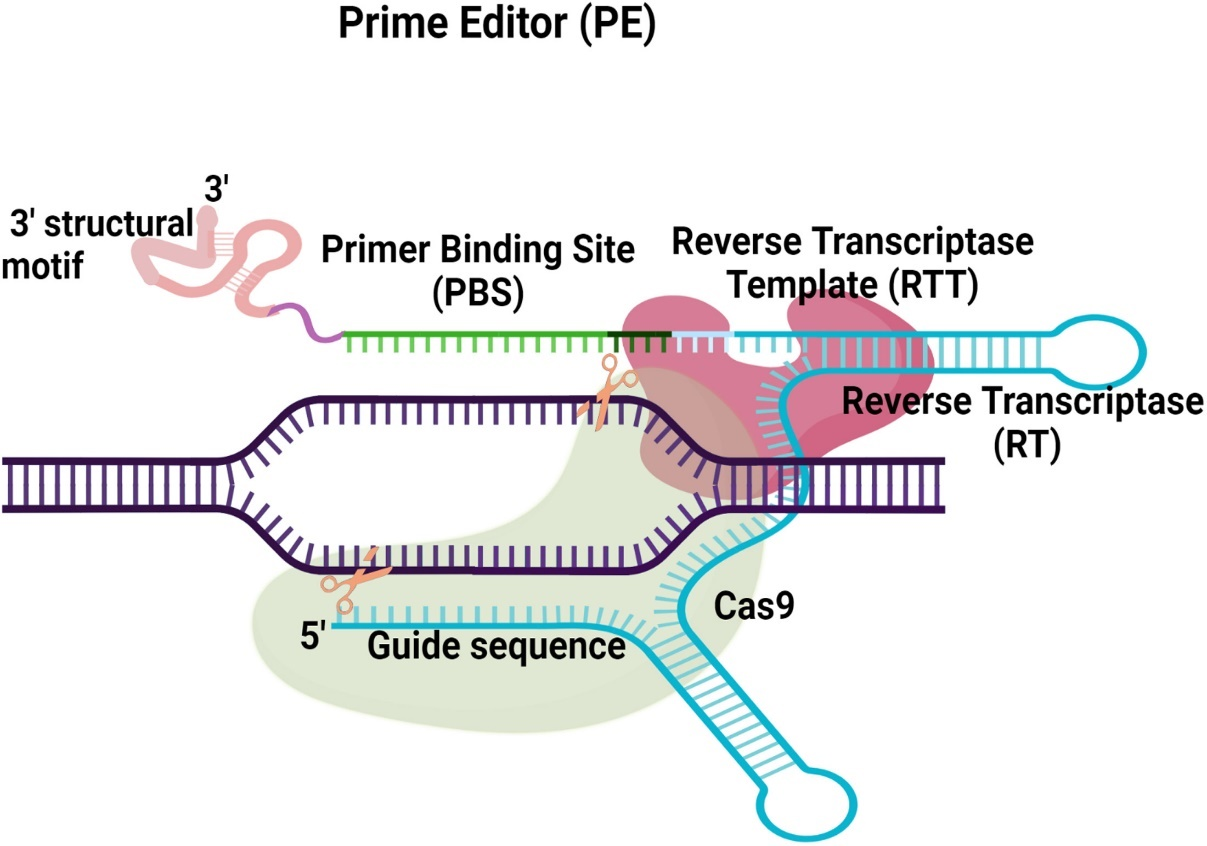 Prime Editor (PE)
3'
3' structural
motif
Primer Binding Site
(PBS)
Reverse Transcriptase
Template (RTT)
Reverse Transcriptase
(RT)
Cas9
5'
Guide sequence